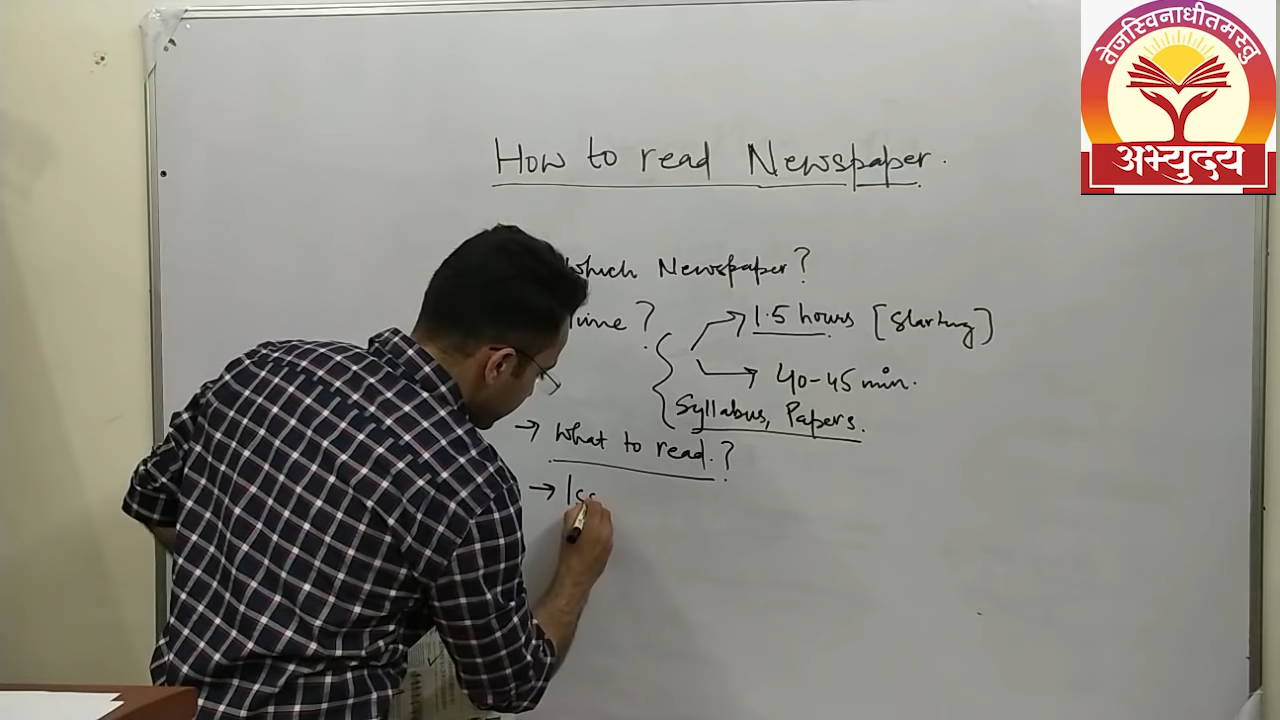 तेजस्विनाधीतमस्तु
अभ्युदय
How to read Newspaper.
Which Newspaper?
Time?
1.5 hours [Starting]
40-45 min.
Syllabus, Papers.
→ What to read.?
→ Iss